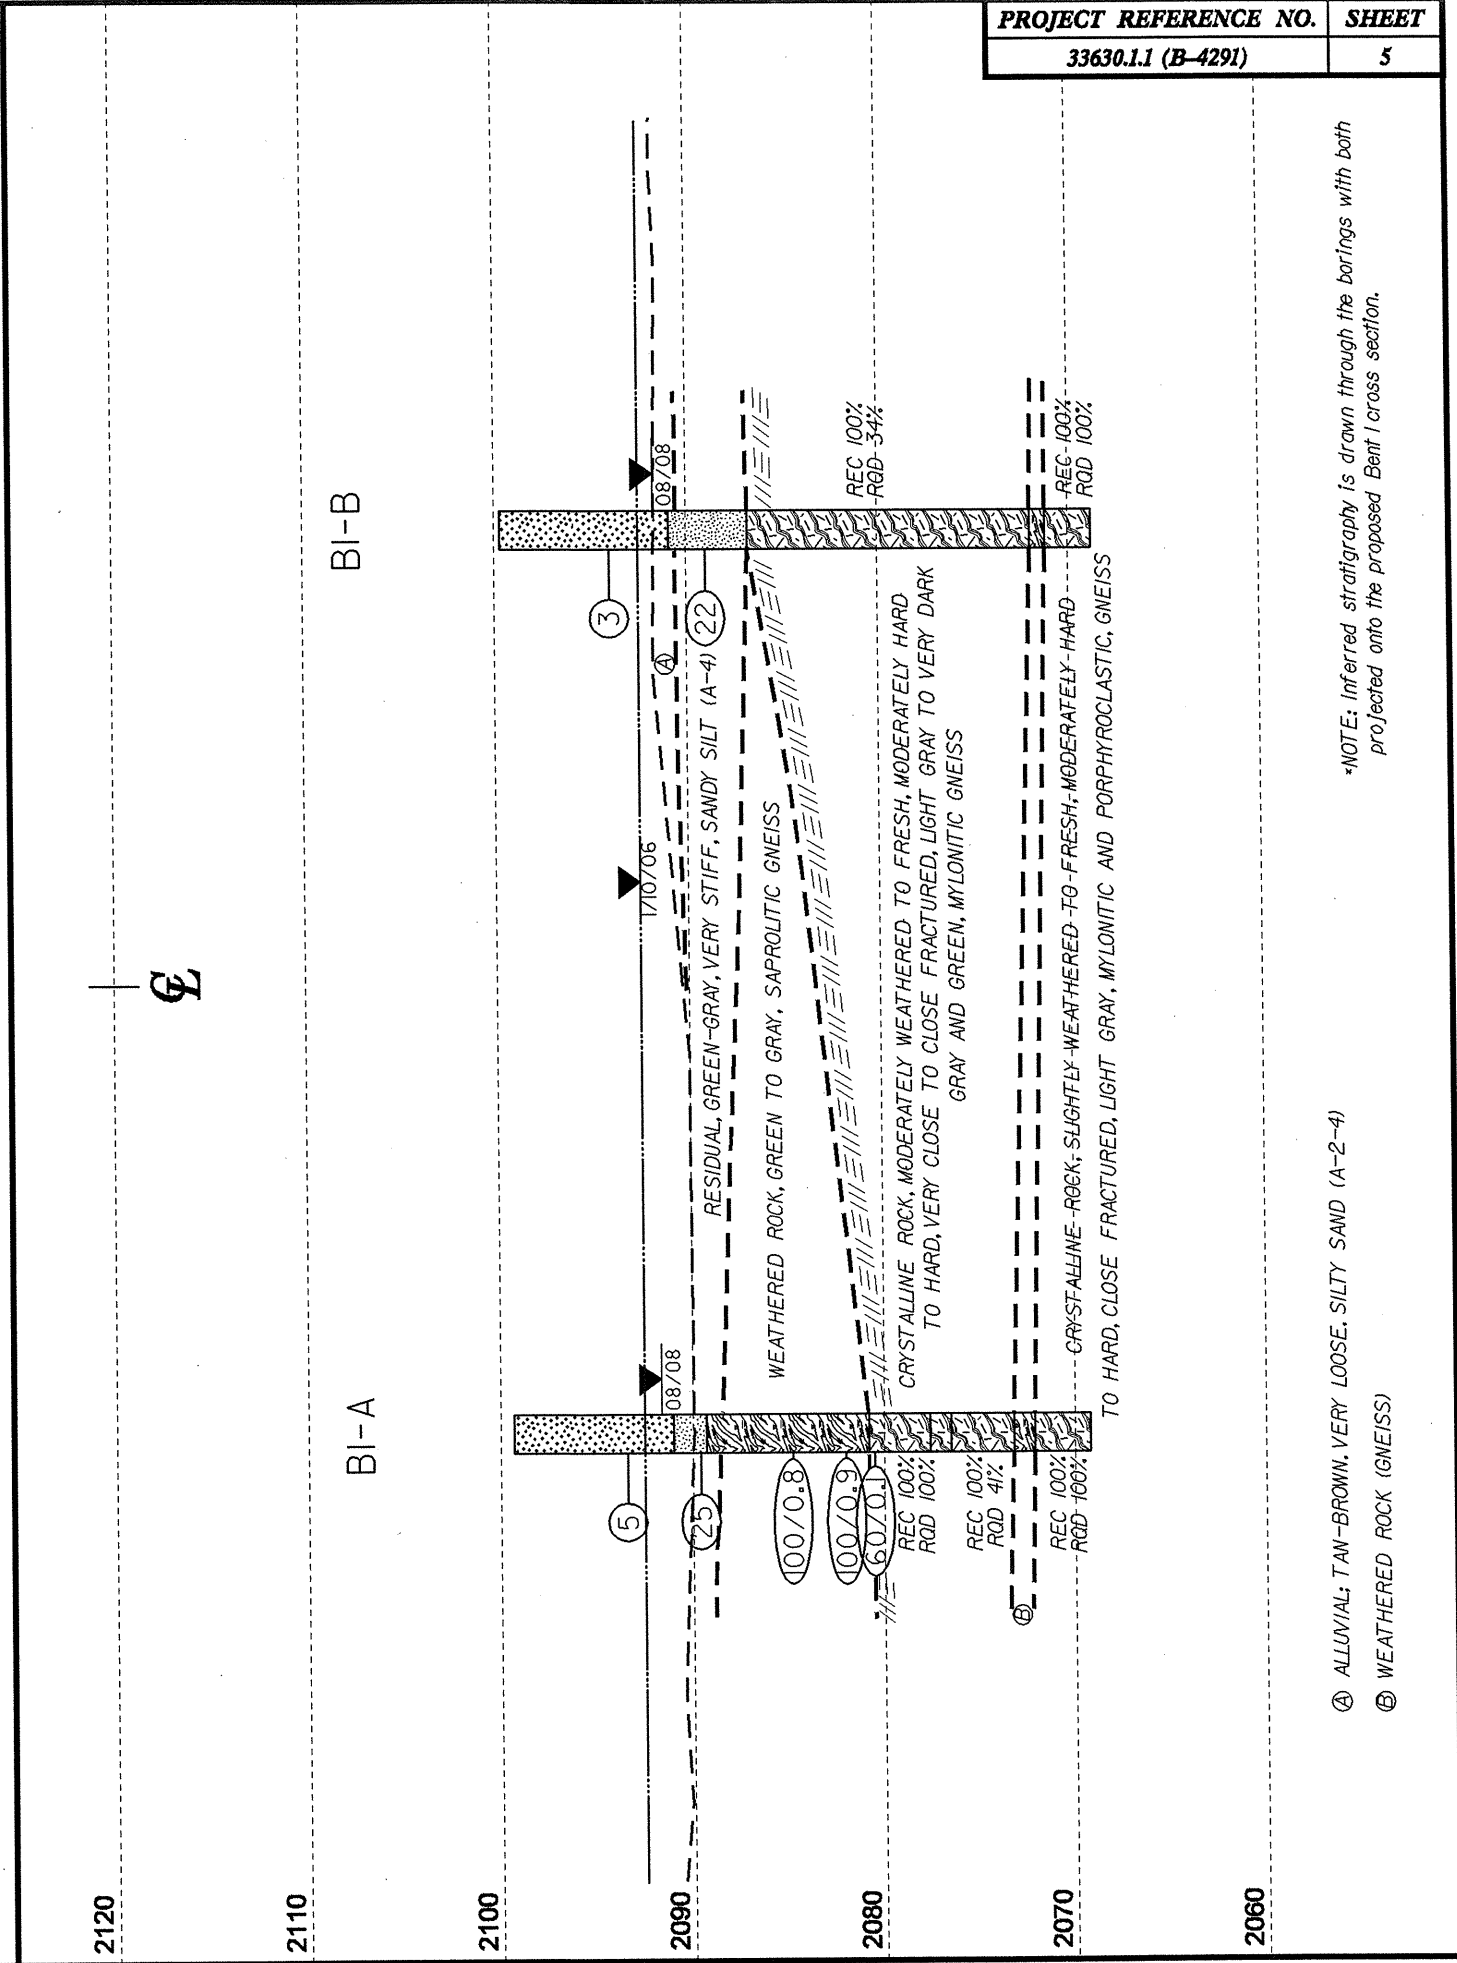 PROJECT REFERENCE NO.
SHEET
33630.1.1 (B-4291)
5
℄
B1-A
B1-B
2120
2110
2100
2090
2080
2070
2060
5
25
100/0.8
100/0.9
60/0.1
08/08
1/10/06
08/08
3
22
A
RESIDUAL, GREEN-GRAY, VERY STIFF, SANDY SILT (A-4)
WEATHERED ROCK, GREEN TO GRAY, SAPROLITIC GNEISS
REC 100%
RQD 100%
REC 100%
RQD 41%
REC 100%
RQD 100%
REC 100%
RQD 34%
REC 100%
RQD 100%
CRYSTALLINE ROCK, MODERATELY WEATHERED TO FRESH, MODERATELY HARD
TO HARD, VERY CLOSE TO CLOSE FRACTURED, LIGHT GRAY TO VERY DARK
GRAY AND GREEN, MYLONITIC GNEISS
B
CRYSTALLINE ROCK, SLIGHTLY WEATHERED TO FRESH, MODERATELY HARD
TO HARD, CLOSE FRACTURED, LIGHT GRAY, MYLONITIC AND PORPHYROCLASTIC, GNEISS
Ⓐ ALLUVIAL; TAN-BROWN, VERY LOOSE, SILTY SAND (A-2-4)
Ⓑ WEATHERED ROCK (GNEISS)
*NOTE: Inferred stratigraphy is drawn through the borings with both
projected onto the proposed Bent 1 cross section.